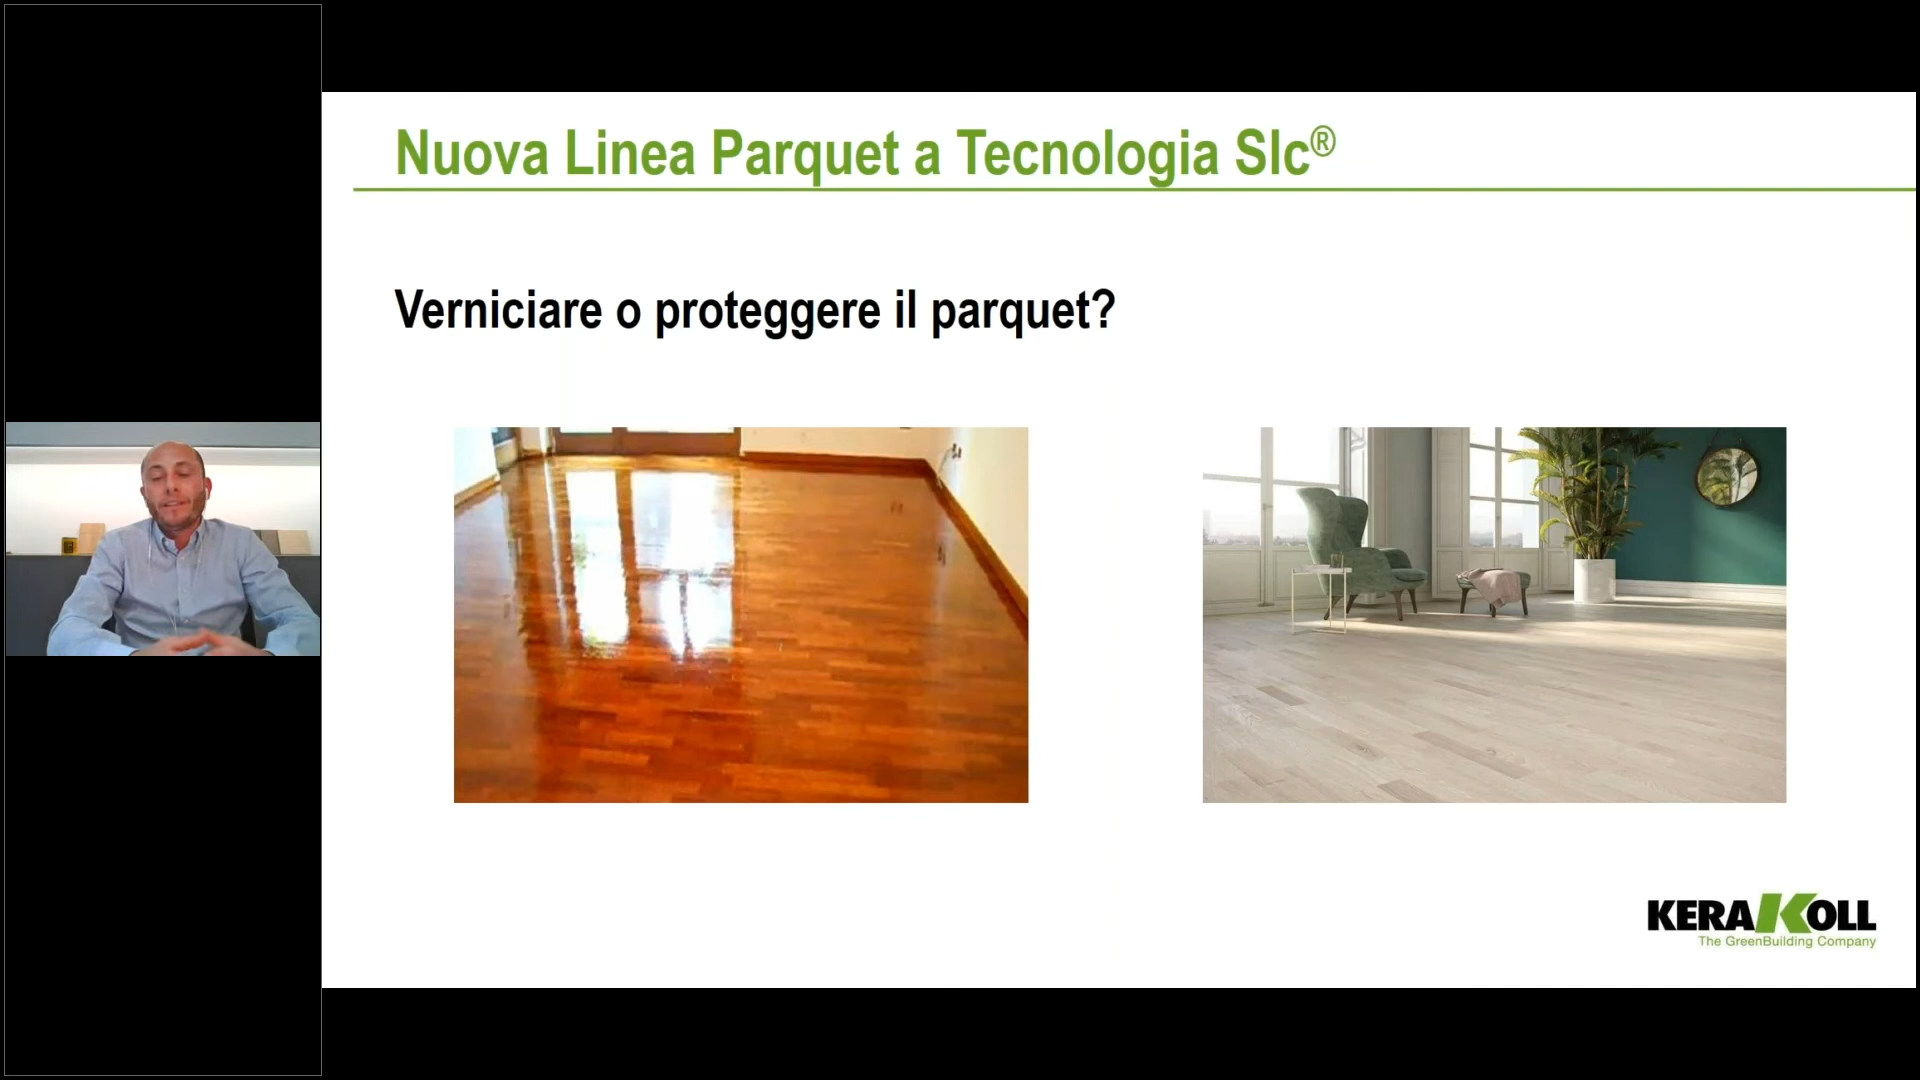 Nuova Linea Parquet a Tecnologia Slc®
Verniciare o proteggere il parquet?
KERAKOLL
The GreenBuilding Company